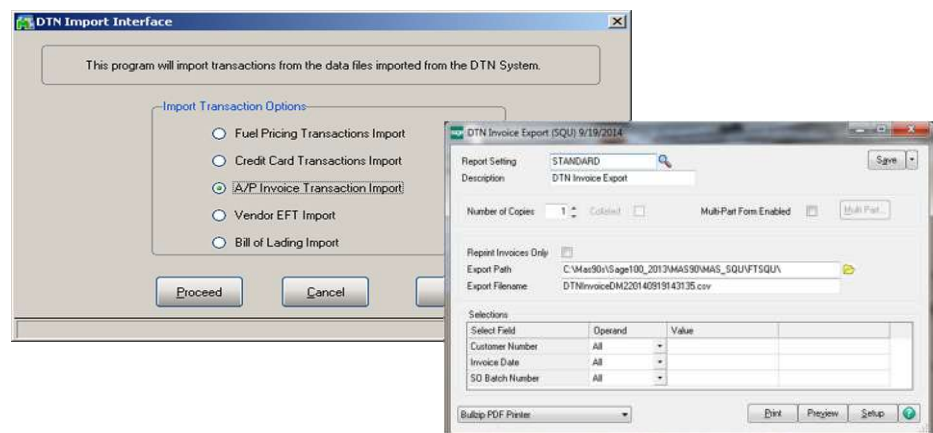 DTN Import Interface
This program will import transactions from the data files imported from the DTN System.
Import Transaction Options
Fuel Pricing Transactions Import
Credit Card Transactions Import
A/P Invoice Transaction Import
Vendor EFT Import
Bill of Lading Import
Proceed Cancel
sage DTN Invoice Export (SQU) 9/19/2014
Report Setting STANDARD Save
Description DTN Invoice Export
Number of Copies 1 Collated Multi-Part Form Enabled Multi Part...
Reprint Invoices Only
Export Path C:\Mas90s\Sage100_2013\MAS90\MAS_SQU\FTSQU\
Export Filename DTNInvoiceDM220140919143135.csv
Selections
Select Field Operand Value
Customer Number All
Invoice Date All
SO Batch Number All
Bullzip PDF Printer Print Preview Setup